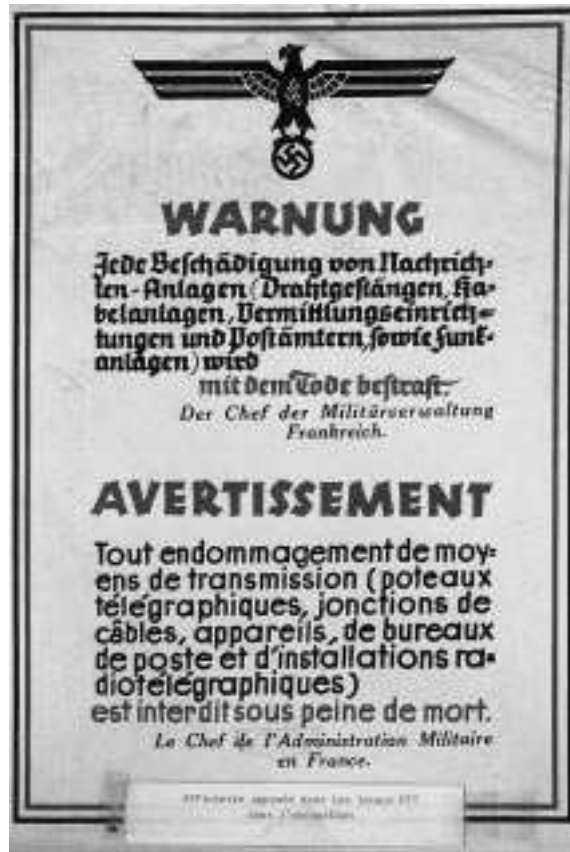 WARNUNG
Jede Beschädigung von Nachrich-
ten-Anlagen (Drahtgestängen, Ka-
belanlagen, Vermittlungseinrich-
tungen und Postämtern, sowie Funk-
anlagen) wird
mit dem Tode bestraft.
Der Chef der Militärverwaltung
Frankreich.
AVERTISSEMENT
Tout endommagement de moy-
ens de transmission (poteaux
télégraphiques, jonctions de
câbles, appareils, de bureaux
de poste et d'installations ra-
diotélégraphiques)
est interdit sous peine de mort.
Le Chef de l'Administration Militaire
en France.
dans les